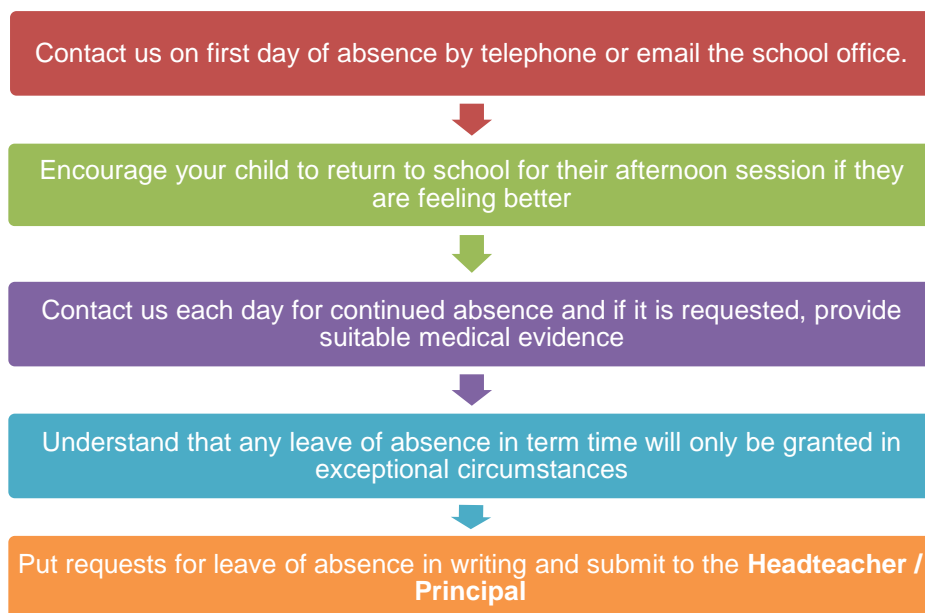 Contact us on first day of absence by telephone or email the school office.
Encourage your child to return to school for their afternoon session if they
are feeling better
Contact us each day for continued absence and if it is requested, provide
suitable medical evidence
Understand that any leave of absence in term time will only be granted in
exceptional circumstances
Put requests for leave of absence in writing and submit to the Headteacher /
Principal